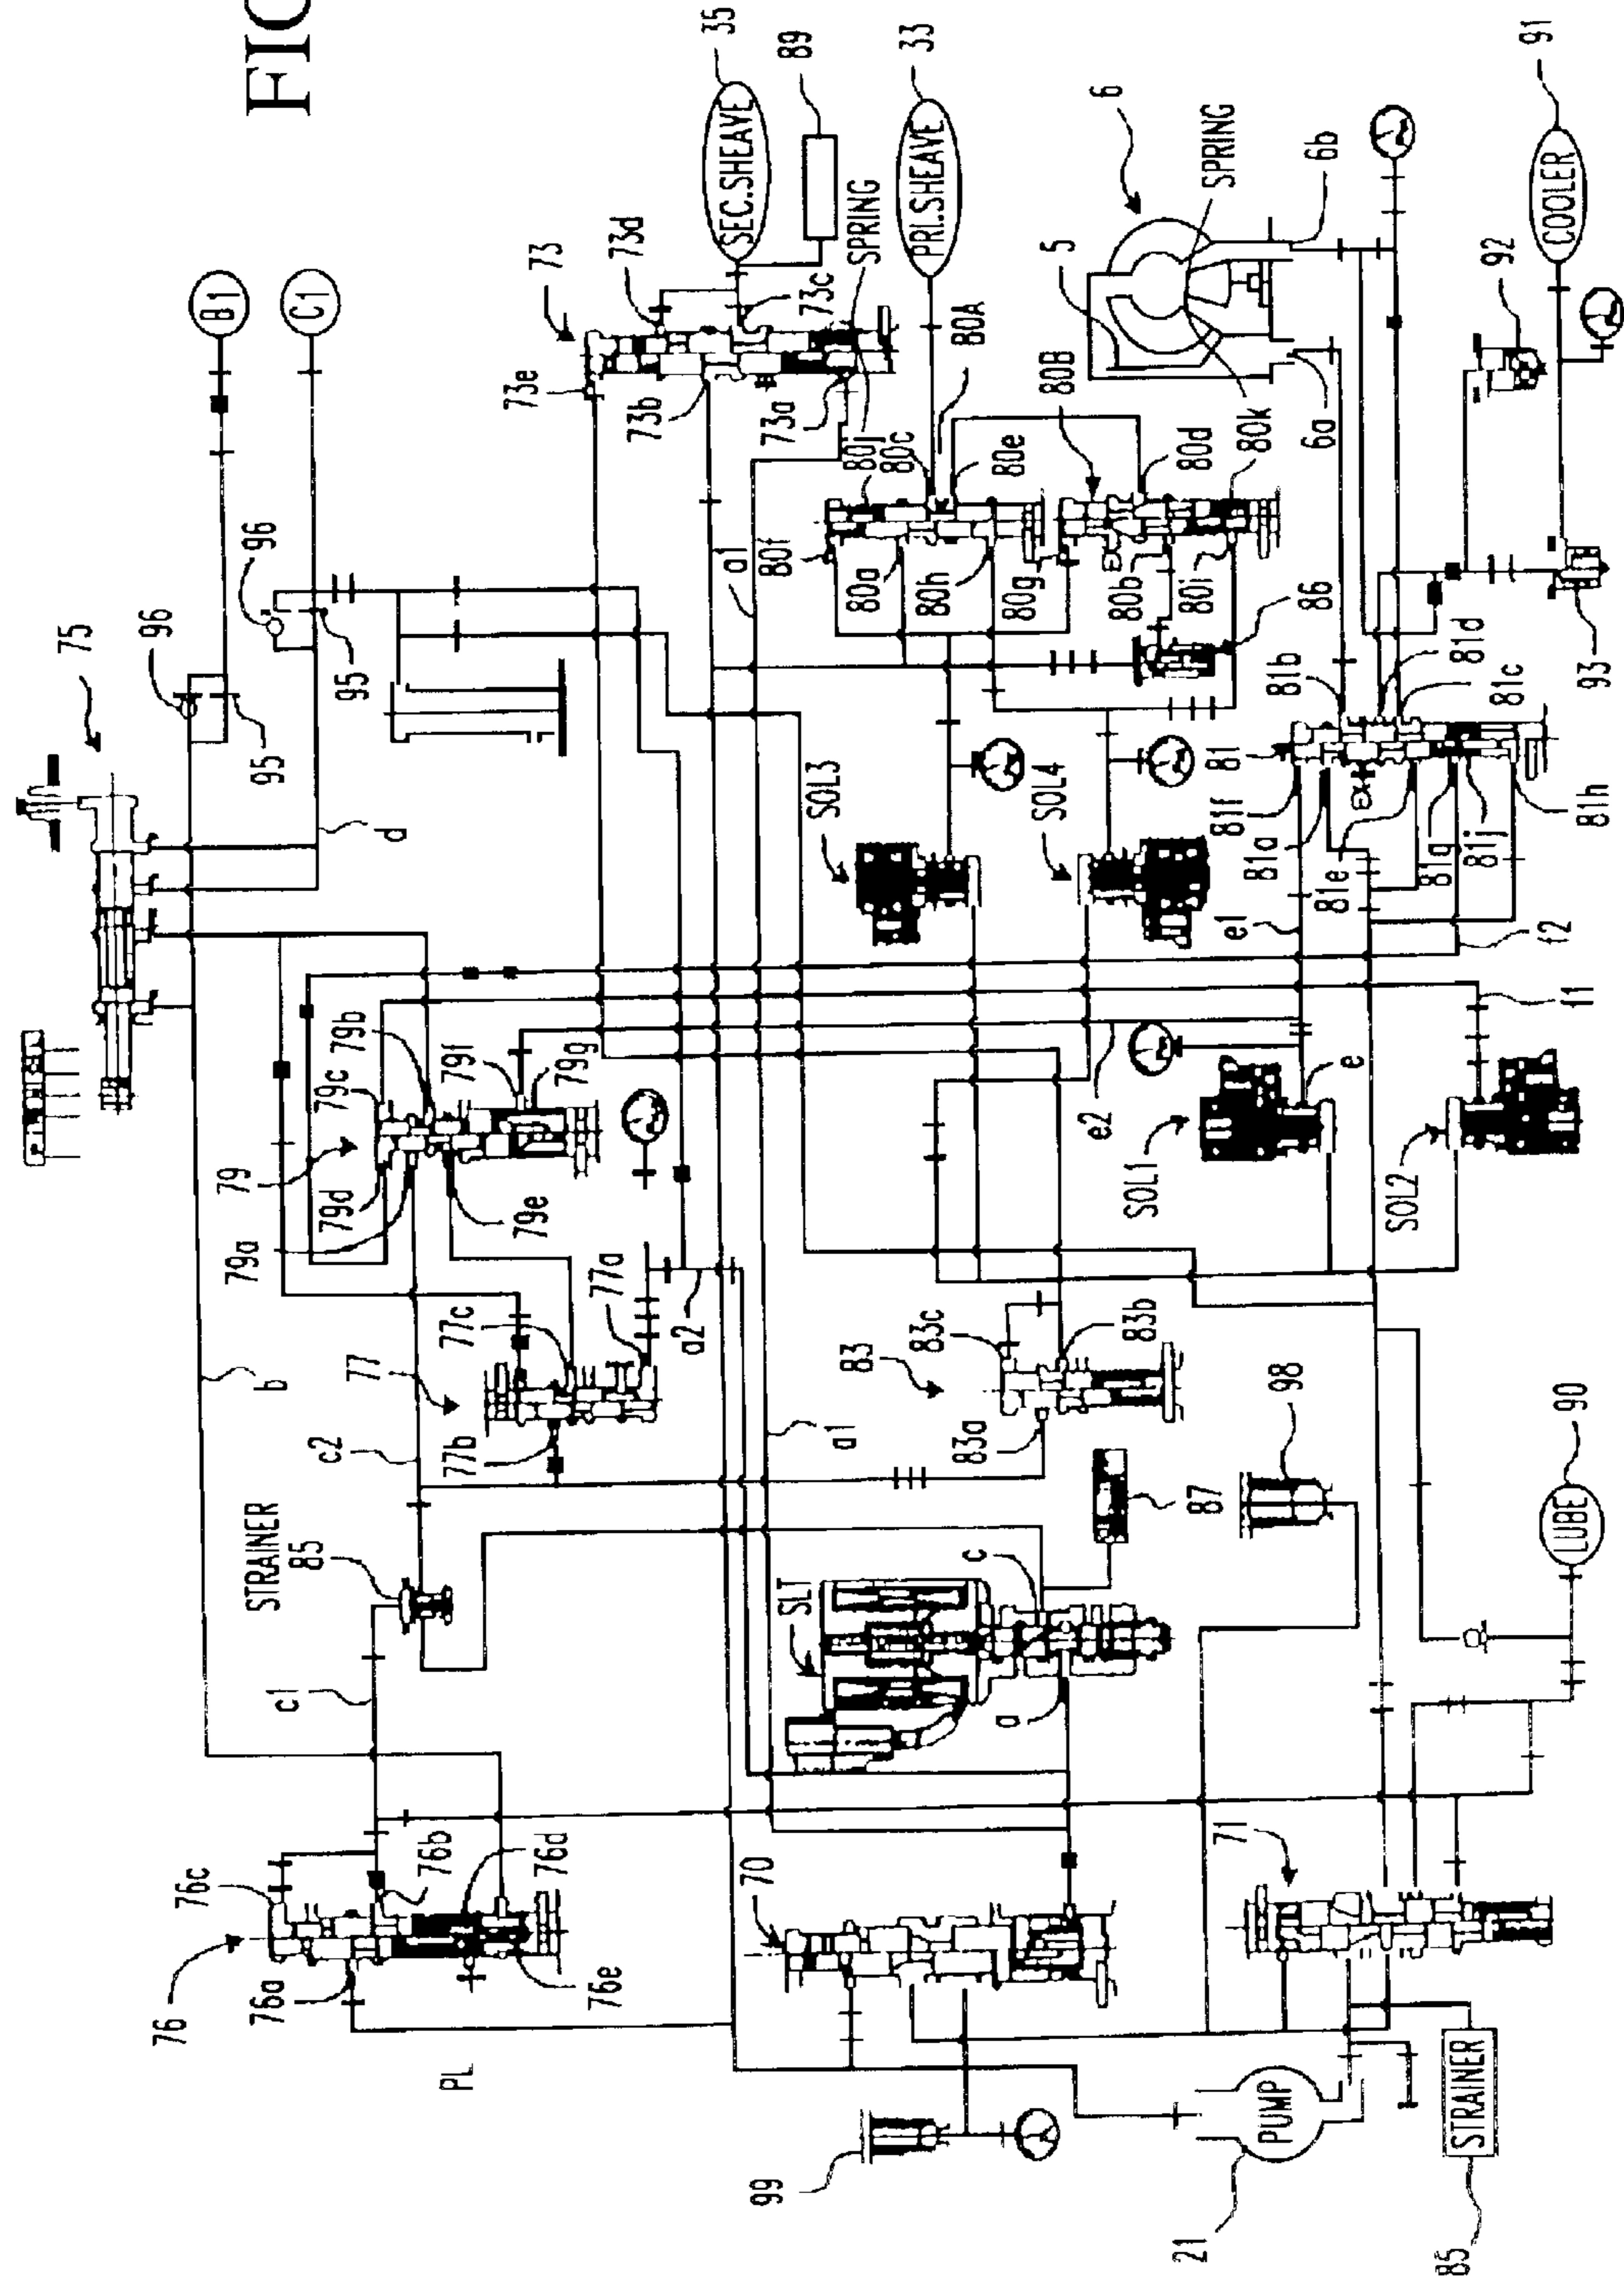 FIG
35
SEC.SHEAVE
89
33
PRI.SHEAVE
6
SPRING
6b
91
COOLER
B1
C1
73
73d
73c
SPRING
73e
73b
73a
80A
80j
80c
80e
80B
80d
80k
5
6a
92
96
96
75
95
95
a1
80f
80a
80h
80g
EX
80b
80i
86
81b
81d
81c
93
d
SOL3
SOL4
81
81f
81a
EX
81e
81g
81j
81h
e1
f2
79b
79f
79g
79c
79
79d
79a
79e
e2
SOL1
e
f1
SOL2
b
77
77c
77a
a2
77b
c2
83
83c
83b
83a
a1
STRAINER
85
87
98
90
LUBE
c
SLT
a
c1
76c
76b
76d
76
76a
76e
70
71
PL
99
PUMP
21
STRAINER
85